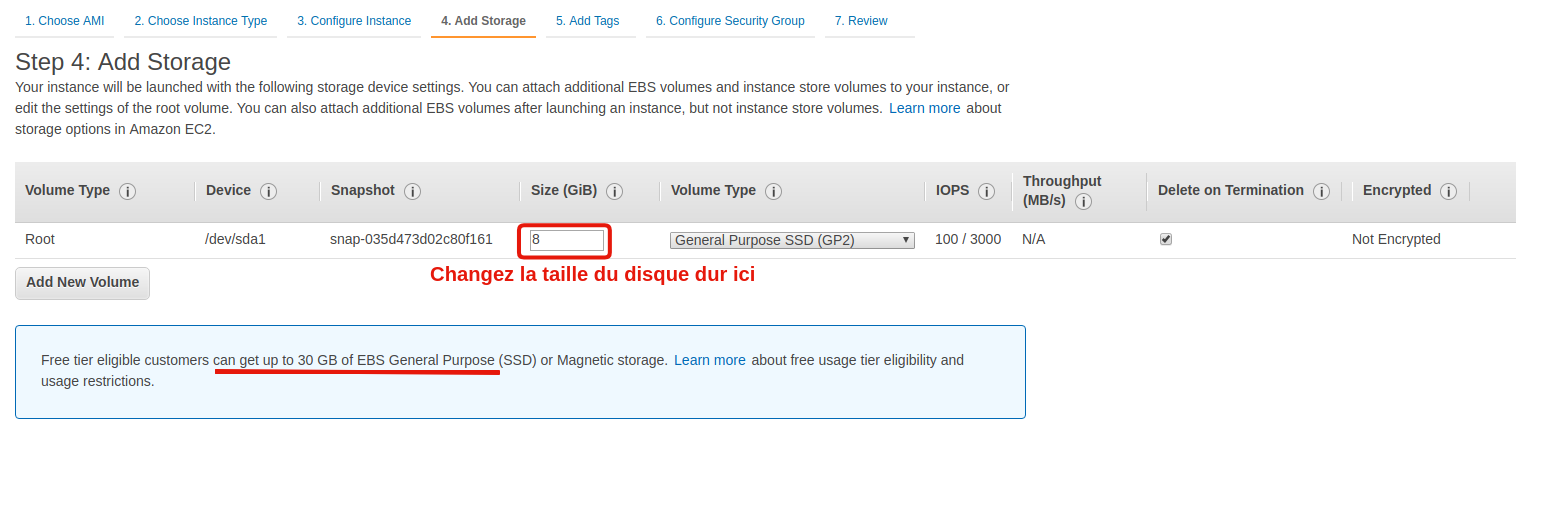 1. Choose AMI 2. Choose Instance Type 3. Configure Instance 4. Add Storage 5. Add Tags 6. Configure Security Group 7. Review
Step 4: Add Storage
Your instance will be launched with the following storage device settings. You can attach additional EBS volumes and instance store volumes to your instance, or
edit the settings of the root volume. You can also attach additional EBS volumes after launching an instance, but not instance store volumes. Learn more about
storage options in Amazon EC2.
Volume Type i Device i Snapshot i Size (GiB) i Volume Type i IOPS i Throughput (MB/s) i Delete on Termination i Encrypted i
Root /dev/sda1 snap-035d473d02c80f161 8 General Purpose SSD (GP2) 100 / 3000 N/A Not Encrypted
Changez la taille du disque dur ici
Add New Volume
Free tier eligible customers can get up to 30 GB of EBS General Purpose (SSD) or Magnetic storage. Learn more about free usage tier eligibility and
usage restrictions.